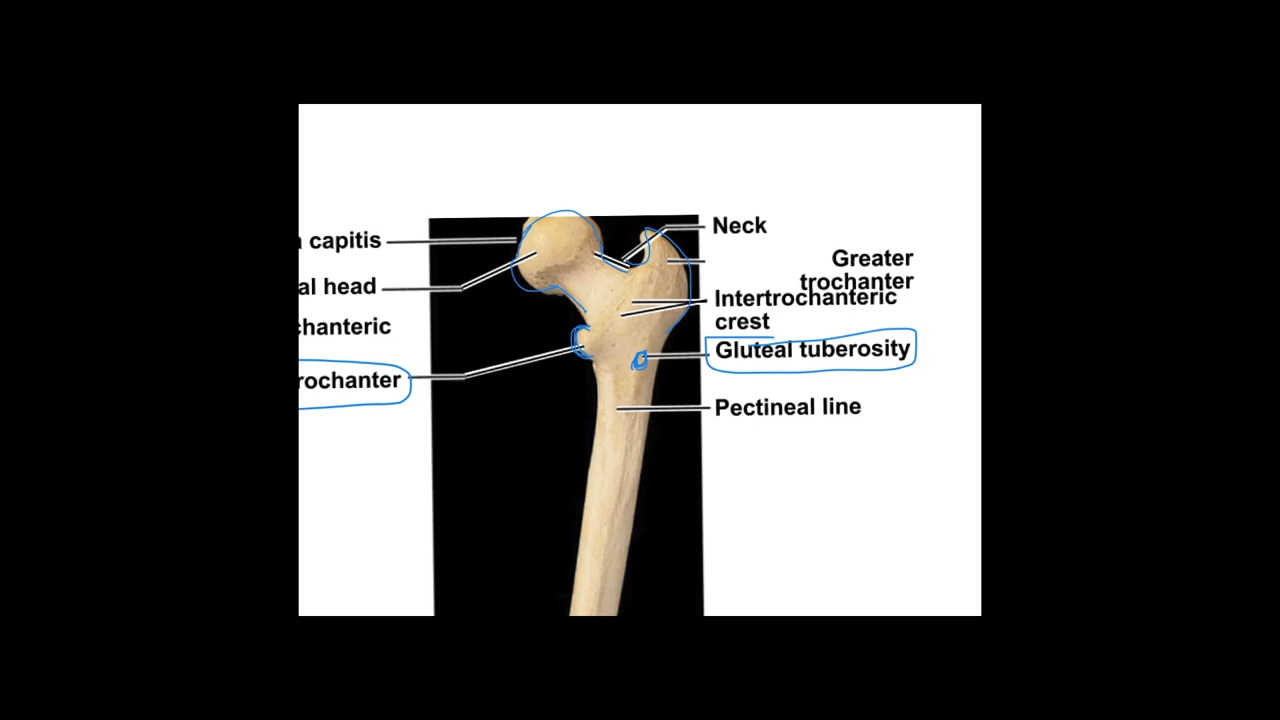 capitis
al head
chanteric
rochanter
Neck
Greater
trochanter
Intertrochanteric
crest
Gluteal tuberosity
Pectineal line